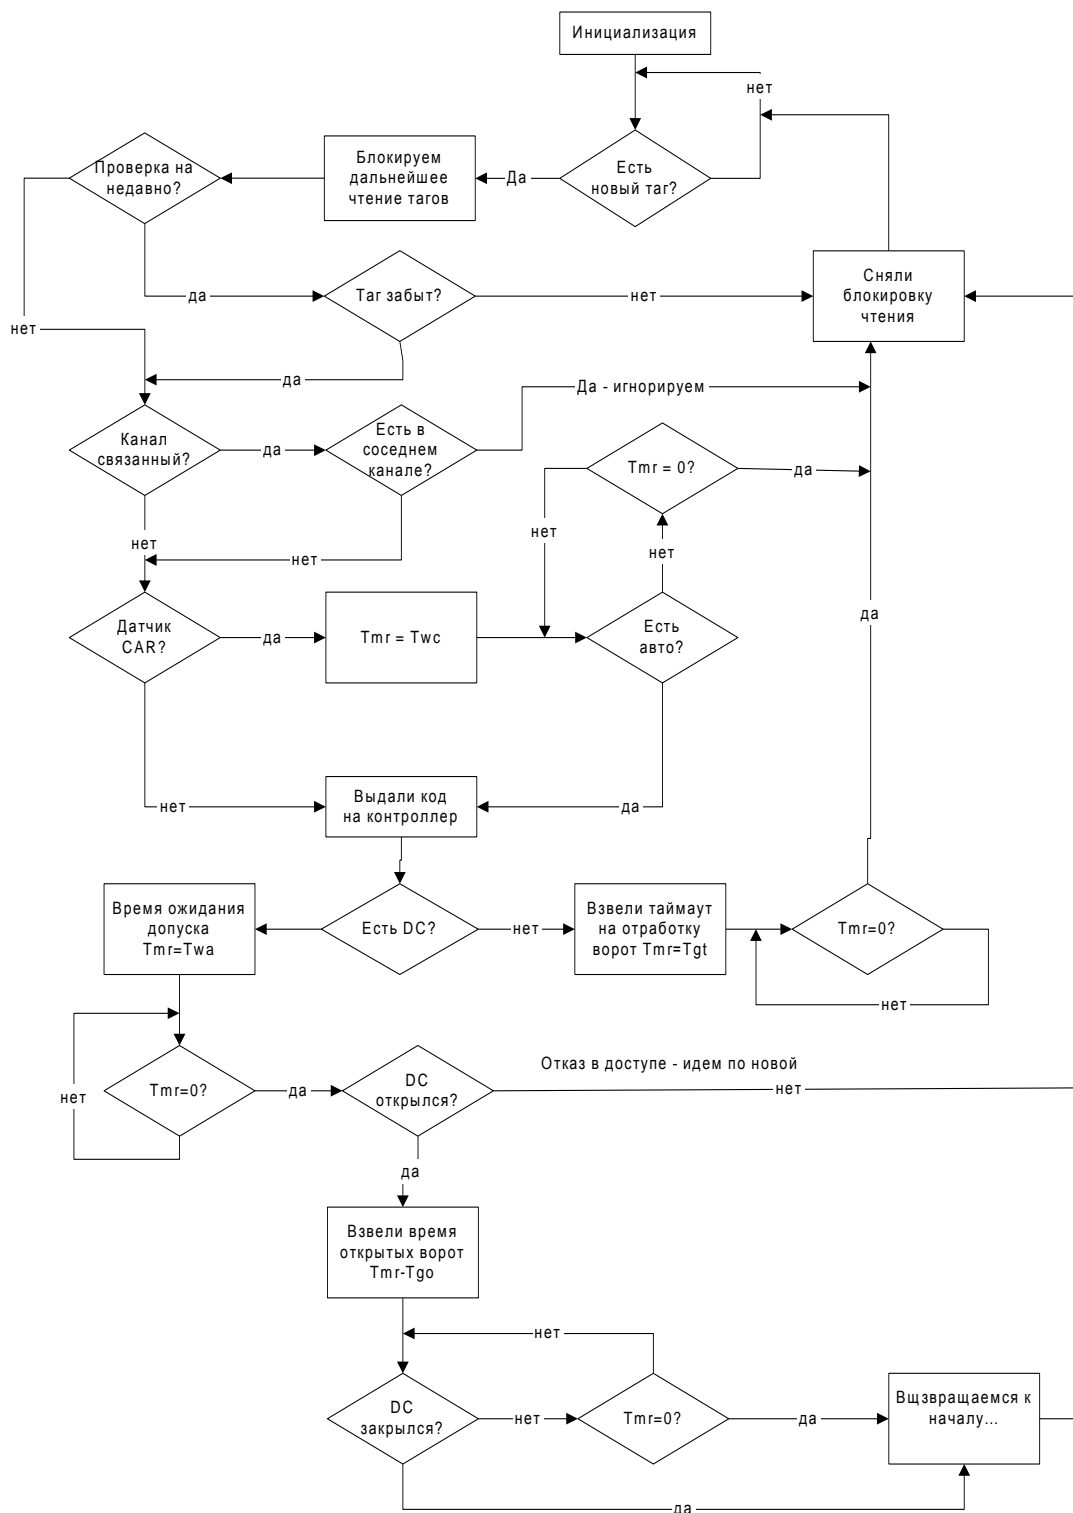 Инициализация
нет
Проверка на
недавно?
Блокируем
дальнейшее
чтение тагов
Да
Есть
новый таг?
да
Таг забыт?
нет
Сняли
блокировку
чтения
нет
да
Да - игнорируем
Канал
связанный?
да
Есть в
соседнем
канале?
Tmr = 0?
да
нет
нет
нет
нет
да
Датчик
CAR?
да
Tmr = Twc
Есть
авто?
нет
Выдали код
на контроллер
да
Время ожидания
допуска
Tmr=Twa
Есть DC?
нет
Взвели таймаут
на отработку
ворот Tmr=Tgt
Tmr=0?
нет
Отказ в доступе - идем по новой
нет
Tmr=0?
да
DC
открылся?
нет
да
Взвели время
открытых ворот
Tmr-Tgo
нет
DC
закрылся?
нет
Tmr=0?
да
Вщзвращаемся к
началу...
да